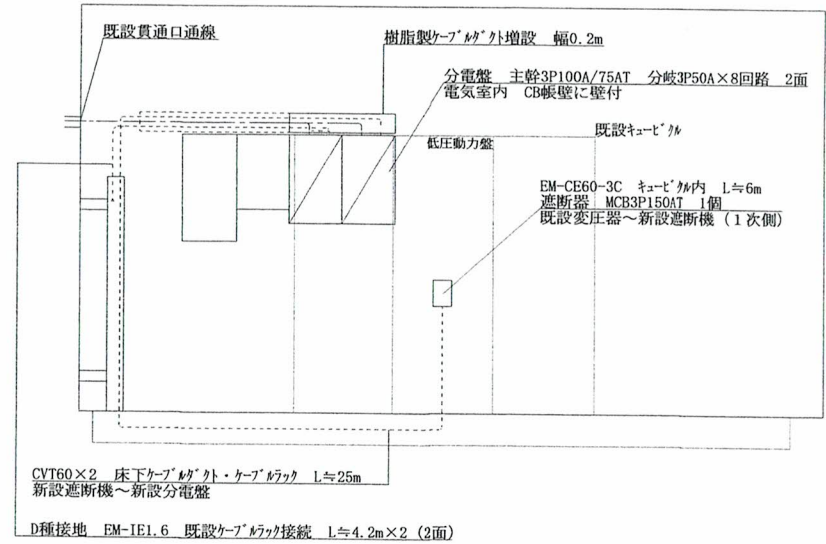 既設貫通口通線
樹脂製ｹｰﾌﾞﾙﾀﾞｸﾄ増設　幅0.2m
分電盤　主幹3P100A/75AT　分岐3P50A×8回路　2面
電気室内　CB帳壁に壁付
既設ｷｭｰﾋﾞｸﾙ
低圧動力盤
EM-CE60-3C　ｷｭｰﾋﾞｸﾙ内　L≒6m
遮断器　MCB3P150AT　1個
既設変圧器～新設遮断機（１次側）
CVT60×2　床下ｹｰﾌﾞﾙﾀﾞｸﾄ・ｹｰﾌﾞﾙﾗｯｸ　L≒25m
新設遮断機～新設分電盤
D種接地　EM-IE1.6　既設ｹｰﾌﾞﾙﾗｯｸ接続　L≒4.2m×2（2面）